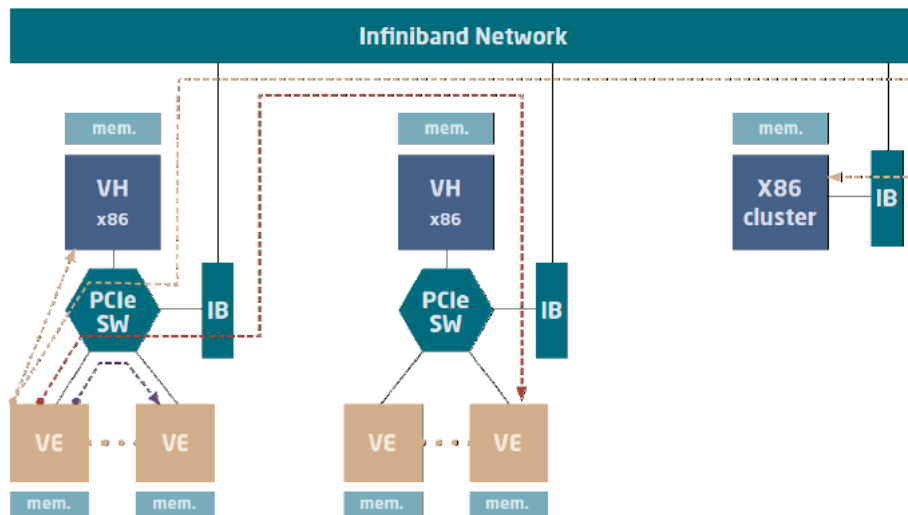 Infiniband Network
mem.
mem.
mem.
VH
x86
VH
x86
X86
cluster
IB
PCIe
SW
IB
PCIe
SW
IB
VE
VE
VE
VE
mem.
mem.
mem.
mem.